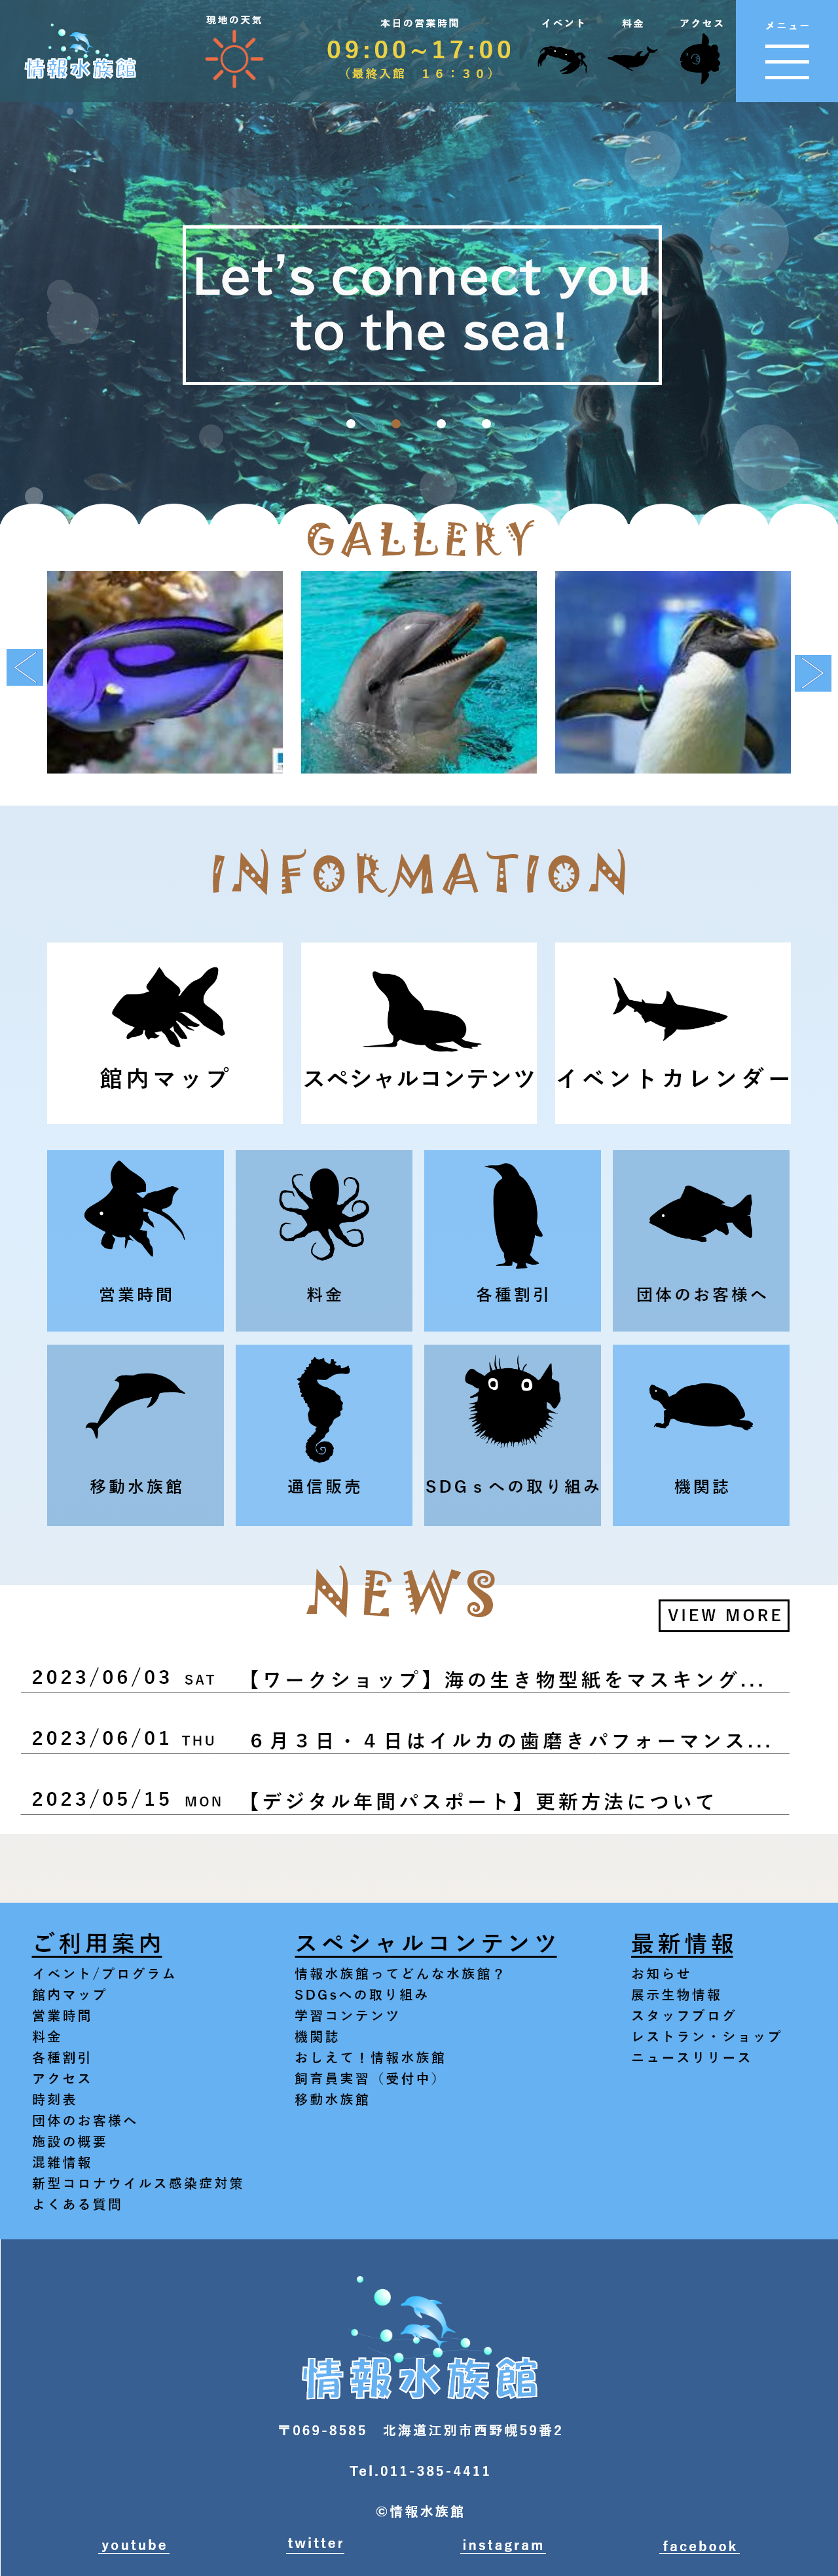 情報水族館
現地の天気
本日の営業時間
09:00~17:00
（最終入館　１６：３０）
イベント
料金
アクセス
メニュー
Let's connect you
to the sea!
GALLERY
INFORMATION
館内マップ
スペシャルコンテンツ
イベントカレンダー
営業時間
料金
各種割引
団体のお客様へ
移動水族館
通信販売
SDGｓへの取り組み
機関誌
NEWS
VIEW MORE
2023/06/03 SAT 【ワークショップ】海の生き物型紙をマスキング...
2023/06/01 THU ６月３日・４日はイルカの歯磨きパフォーマンス...
2023/05/15 MON 【デジタル年間パスポート】更新方法について
ご利用案内
イベント/プログラム
館内マップ
営業時間
料金
各種割引
アクセス
時刻表
団体のお客様へ
施設の概要
混雑情報
新型コロナウイルス感染症対策
よくある質問
スペシャルコンテンツ
情報水族館ってどんな水族館？
SDGsへの取り組み
学習コンテンツ
機関誌
おしえて！情報水族館
飼育員実習（受付中）
移動水族館
最新情報
お知らせ
展示生物情報
スタッフブログ
レストラン・ショップ
ニュースリリース
情報水族館
〒069-8585　北海道江別市西野幌59番2
Tel.011-385-4411
©情報水族館
youtube
twitter
instagram
facebook